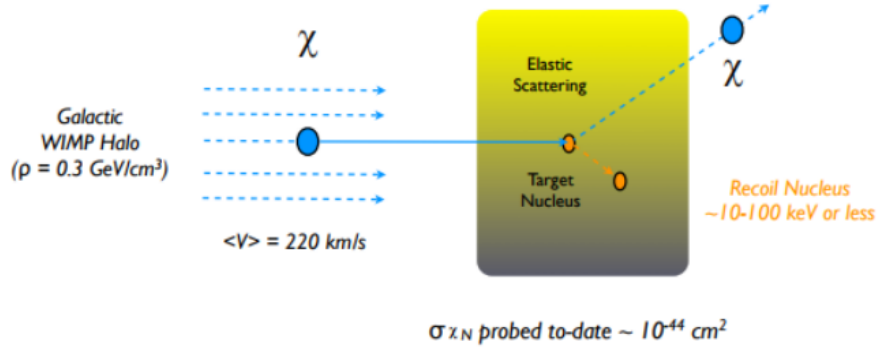 χ
Galactic
WIMP Halo
(ρ = 0.3 GeV/cm³)
<V> = 220 km/s
Elastic
Scattering
Target
Nucleus
χ
Recoil Nucleus
~10-100 keV or less
σ χ N probed to-date ~ 10⁻⁴⁴ cm²